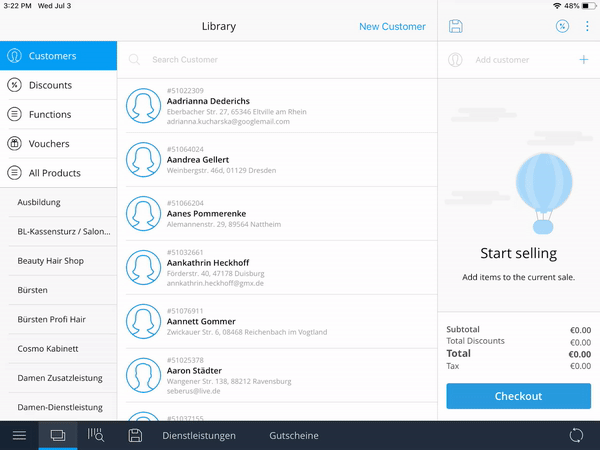 3:22 PM Wed Jul 3
48%
Library
New Customer
Customers
Discounts
Functions
Vouchers
All Products
Ausbildung
BL-Kassensturz / Salon...
Beauty Hair Shop
Bürsten
Bürsten Profi Hair
Cosmo Kabinett
Damen Zusatzleistung
Damen-Dienstleistung
Search Customer
#51022309
Aadrianna Dederichs
Eberbacher Str. 27, 65346 Eltville am Rhein
adrianna.kucharska@googlemail.com
#51064024
Aandrea Gellert
Weinbergstr. 46d, 01129 Dresden
#51066204
Aanes Pommerenke
Alemannenstr. 29, 89564 Nattheim
#51032661
Aankathrin Heckhoff
Förderstr. 40, 47178 Duisburg
aankathrin.heckhoff@gmx.de
#51076911
Aannett Gommer
Zwickauer Str. 6, 08468 Reichenbach im Vogtland
#51025378
Aaron Städter
Wangener Str. 138, 88212 Ravensburg
seberus@live.de
#51037155
Add customer
Start selling
Add items to the current sale.
Subtotal €0.00
Total Discounts €0.00
Total €0.00
Tax €0.00
Checkout
Dienstleistungen
Gutscheine